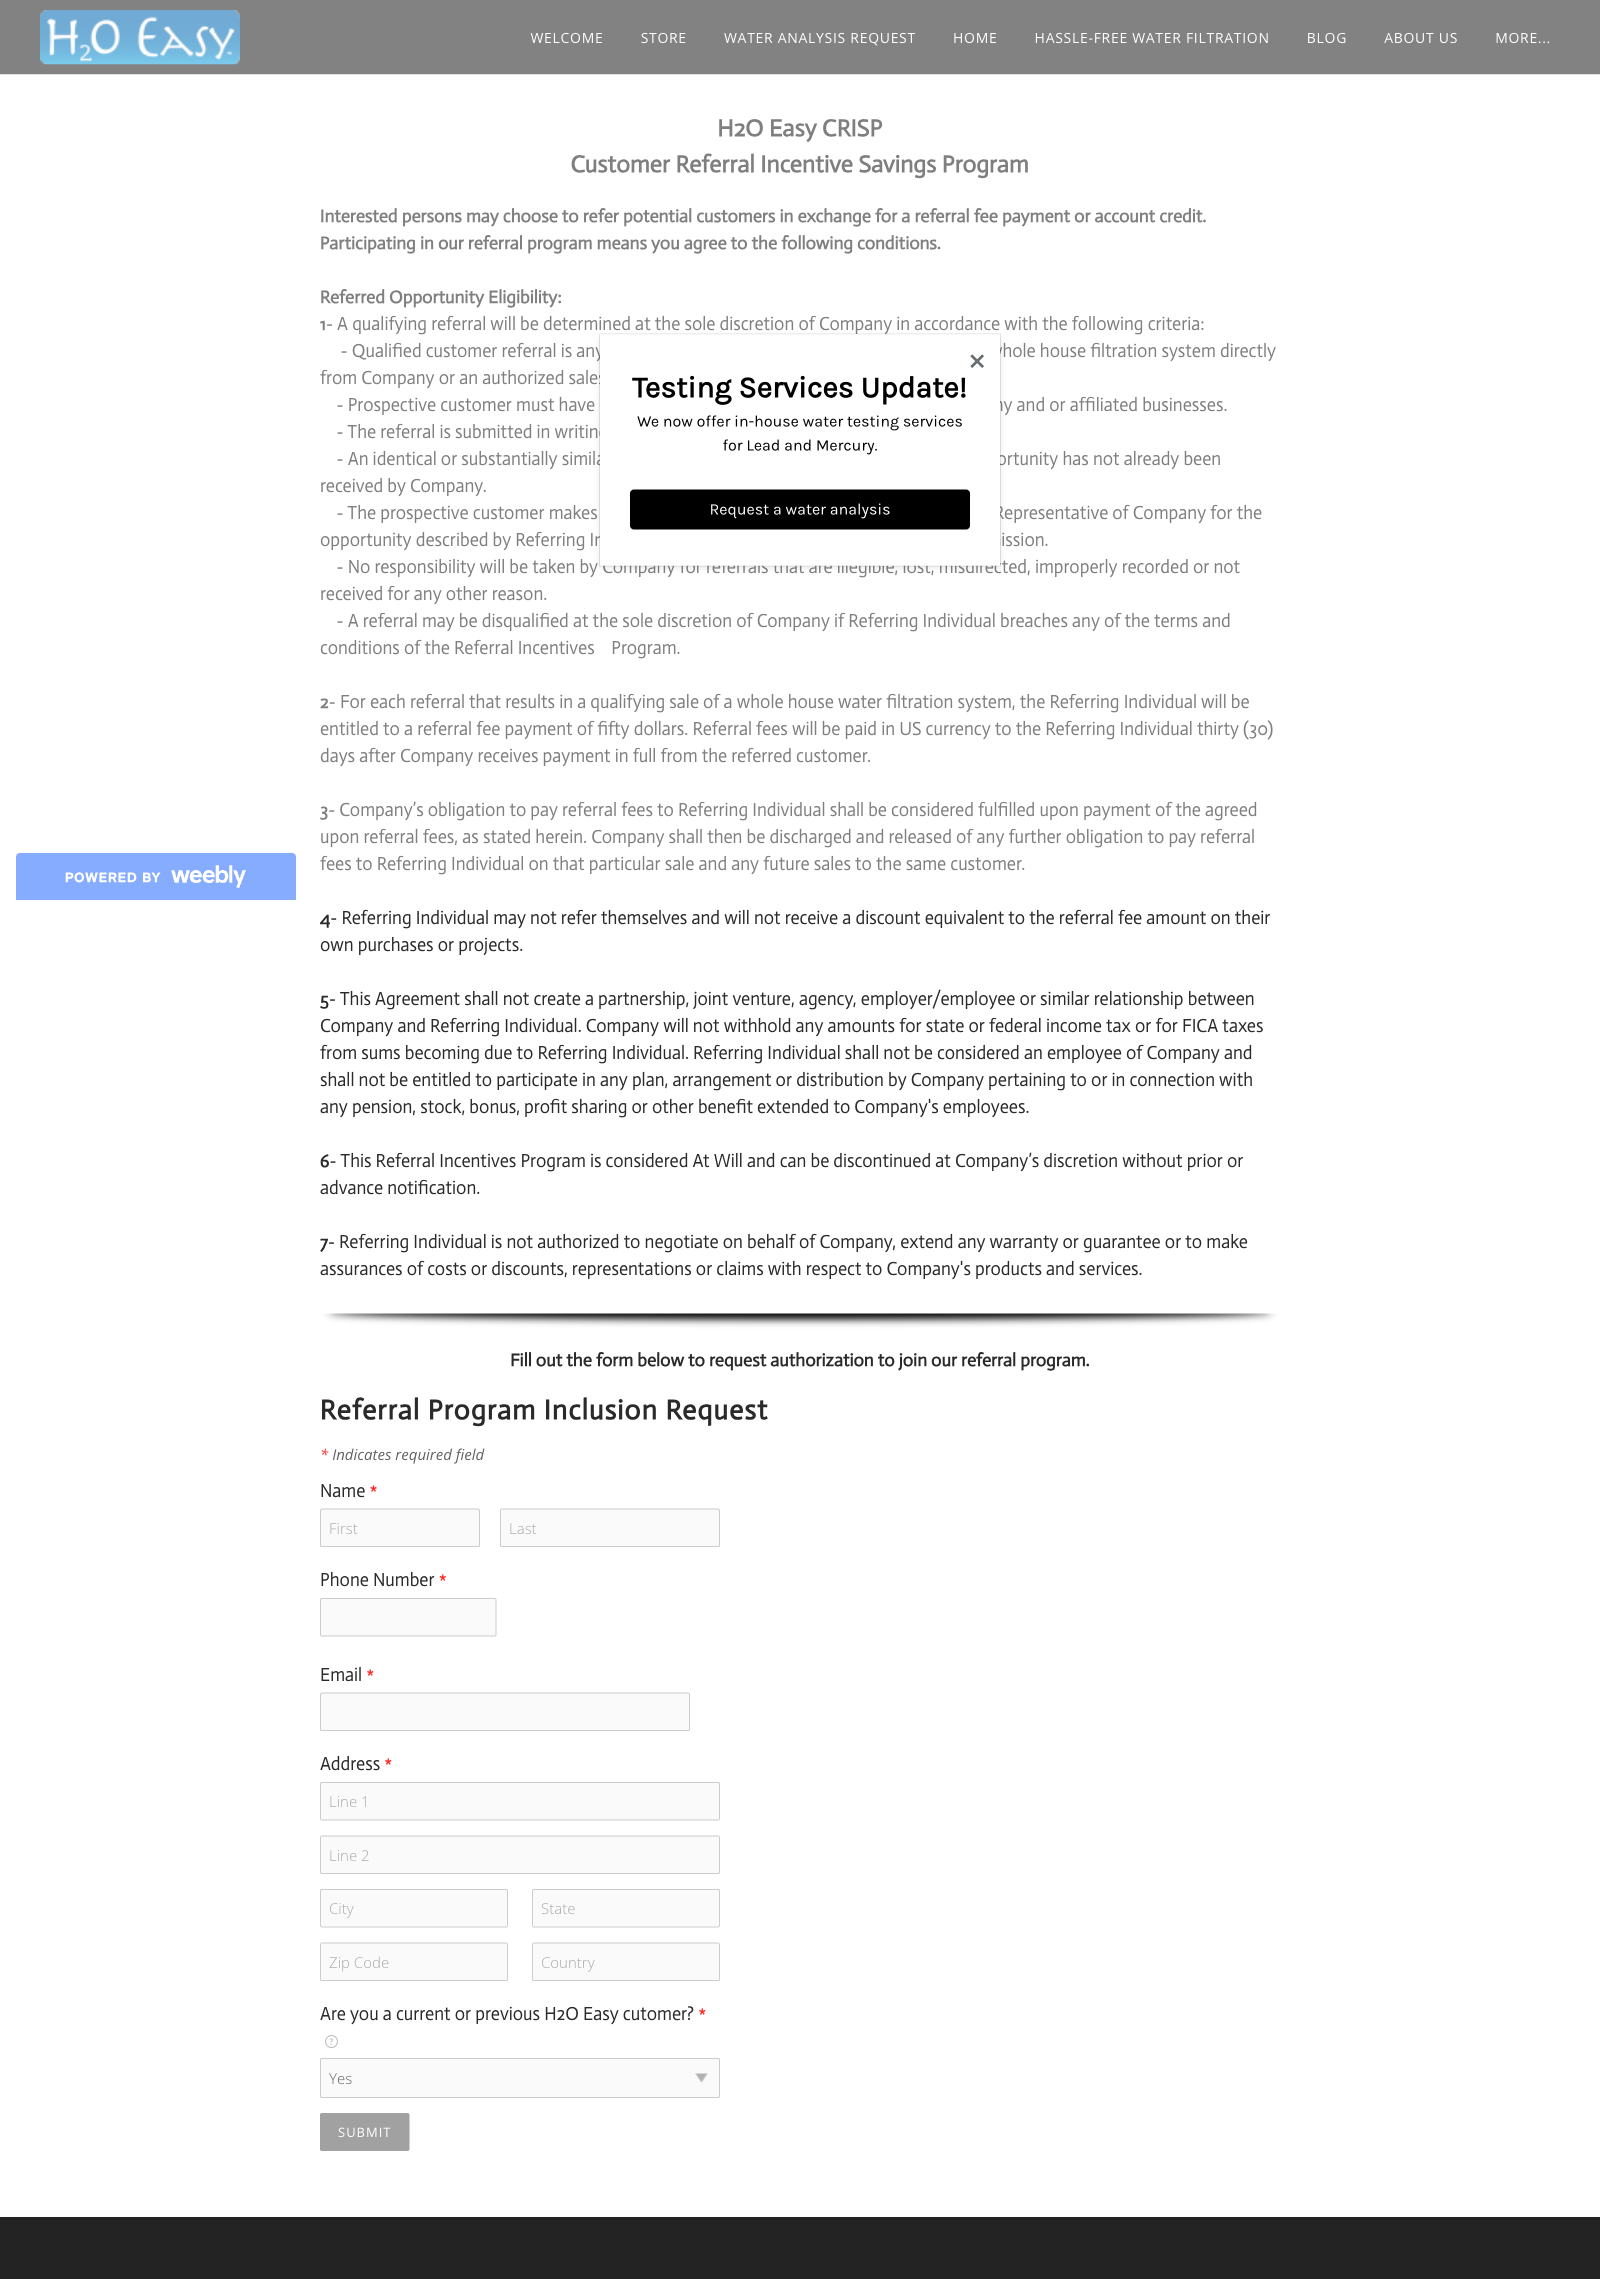 H2O Easy
WELCOME STORE WATER ANALYSIS REQUEST HOME HASSLE-FREE WATER FILTRATION BLOG ABOUT US MORE...
H2O Easy CRISP
Customer Referral Incentive Savings Program
Interested persons may choose to refer potential customers in exchange for a referral fee payment or account credit.
Participating in our referral program means you agree to the following conditions.
Referred Opportunity Eligibility:
1- A qualifying referral will be determined at the sole discretion of Company in accordance with the following criteria:
- Qualified customer referral is any whole house filtration system directly
from Company or an authorized sales
- Prospective customer must have and or affiliated businesses.
- The referral is submitted in writing
- An identical or substantially similar opportunity has not already been
received by Company.
- The prospective customer makes Representative of Company for the
opportunity described by Referring
- No responsibility will be taken by Company for referrals that are illegible, lost, misdirected, improperly recorded or not
received for any other reason.
- A referral may be disqualified at the sole discretion of Company if Referring Individual breaches any of the terms and
conditions of the Referral Incentives Program.
Testing Services Update!
We now offer in-house water testing services
for Lead and Mercury.
Request a water analysis
2- For each referral that results in a qualifying sale of a whole house water filtration system, the Referring Individual will be
entitled to a referral fee payment of fifty dollars. Referral fees will be paid in US currency to the Referring Individual thirty (30)
days after Company receives payment in full from the referred customer.
3- Company’s obligation to pay referral fees to Referring Individual shall be considered fulfilled upon payment of the agreed
upon referral fees, as stated herein. Company shall then be discharged and released of any further obligation to pay referral
fees to Referring Individual on that particular sale and any future sales to the same customer.
POWERED BY weebly
4- Referring Individual may not refer themselves and will not receive a discount equivalent to the referral fee amount on their
own purchases or projects.
5- This Agreement shall not create a partnership, joint venture, agency, employer/employee or similar relationship between
Company and Referring Individual. Company will not withhold any amounts for state or federal income tax or for FICA taxes
from sums becoming due to Referring Individual. Referring Individual shall not be considered an employee of Company and
shall not be entitled to participate in any plan, arrangement or distribution by Company pertaining to or in connection with
any pension, stock, bonus, profit sharing or other benefit extended to Company's employees.
6- This Referral Incentives Program is considered At Will and can be discontinued at Company’s discretion without prior or
advance notification.
7- Referring Individual is not authorized to negotiate on behalf of Company, extend any warranty or guarantee or to make
assurances of costs or discounts, representations or claims with respect to Company's products and services.
Fill out the form below to request authorization to join our referral program.
Referral Program Inclusion Request
* Indicates required field
Name *
First Last
Phone Number *
Email *
Address *
Line 1
Line 2
City State
Zip Code Country
Are you a current or previous H2O Easy cutomer? *
?
Yes
SUBMIT